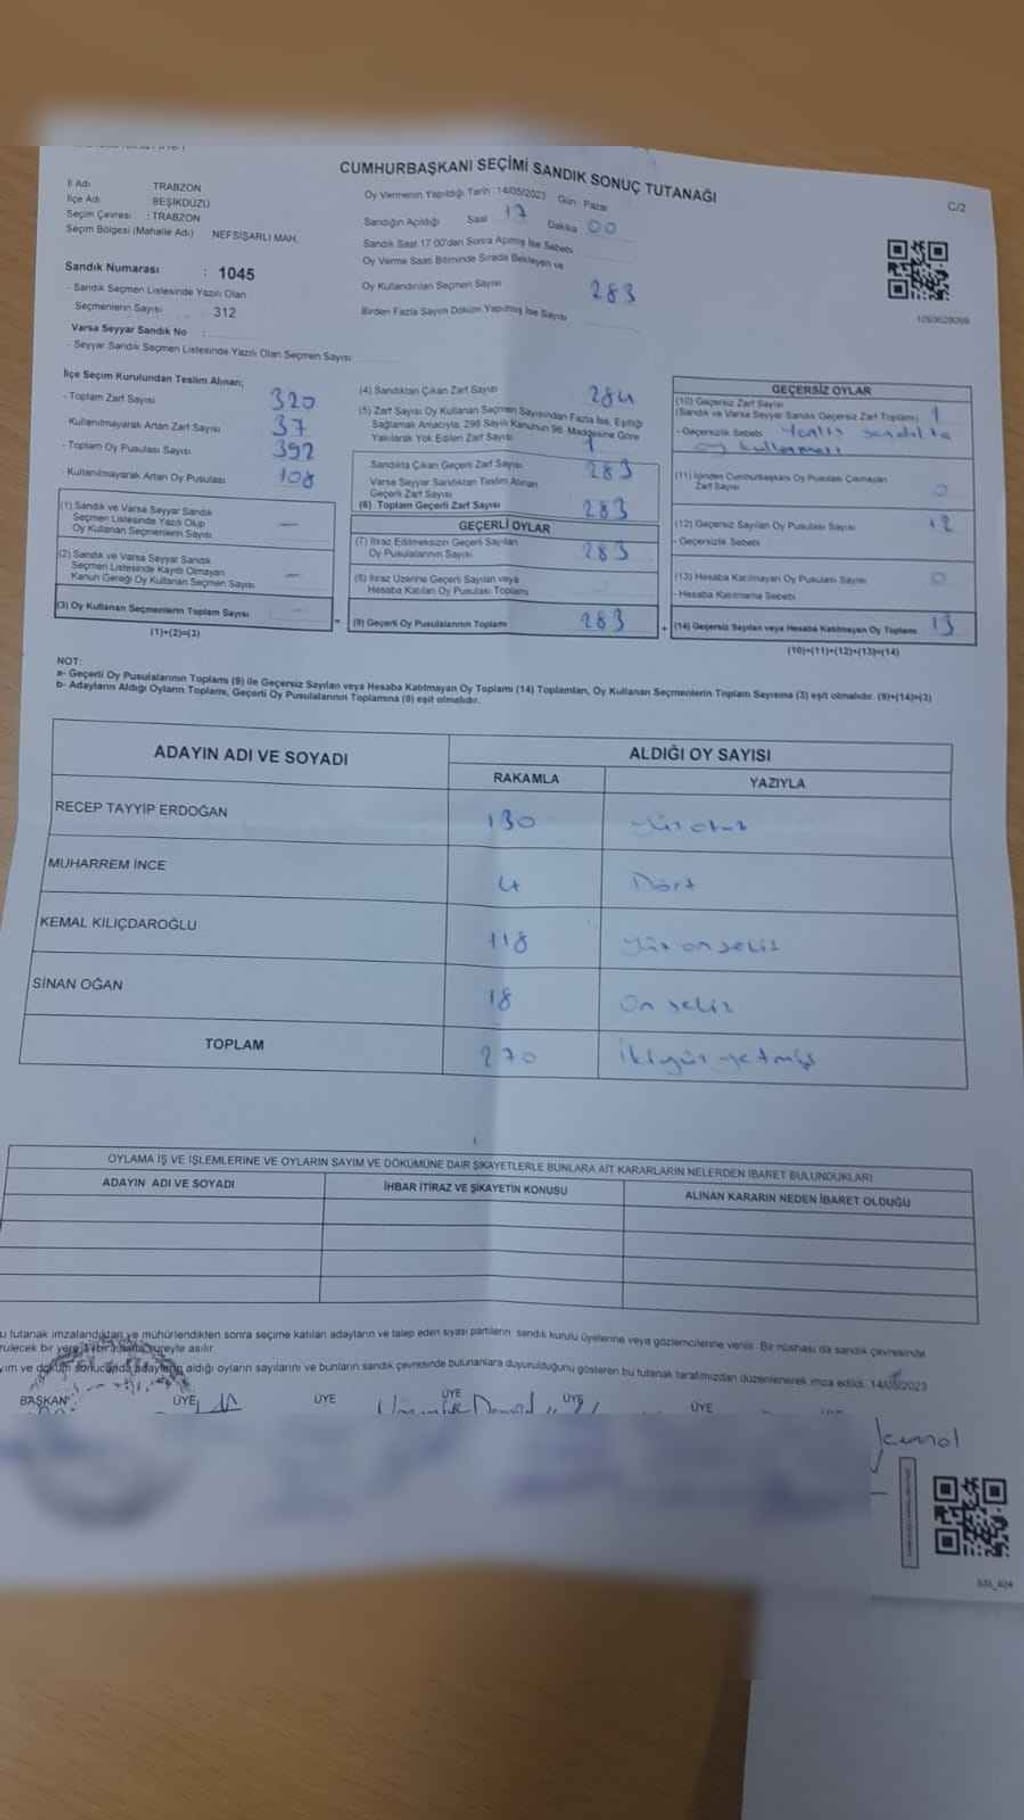 CUMHURBAŞKANI SEÇİMİ SANDIK SONUÇ TUTANAĞI
C/2
İl Adı TRABZON
İlçe Adı BEŞİKDÜZÜ
Seçim Çevresi : TRABZON
Seçim Bölgesi (Mahalle Adı) NEFSİŞARLI MAH.
Oy Vermenin Yapıldığı Tarih : 14/05/2023 Gün : Pazar
Sandığın Açıldığı Saat 17 Dakika 00
Sandık Saat 17:00'dan Sonra Açılmış İse Sebebi
Oy Verme Saati Bitiminde Sırada Bekleyen ve
Oy Kullandırılan Seçmen Sayısı 283
Birden Fazla Sayım Döküm Yapılmış İse Sayısı
Sandık Numarası : 1045
- Sandık Seçmen Listesinde Yazılı Olan
Seçmenlerin Sayısı 312
Varsa Seyyar Sandık No :
- Seyyar Sandık Seçmen Listesinde Yazılı Olan Seçmen Sayısı
İlçe Seçim Kurulundan Teslim Alınan;
- Toplam Zarf Sayısı 320
- Kullanılmayarak Artan Zarf Sayısı 37
- Toplam Oy Pusulası Sayısı 392
- Kullanılmayarak Artan Oy Pusulası 108
(1) Sandık ve Varsa Seyyar Sandık
Seçmen Listesinde Yazılı Olup
Oy Kullanan Seçmenlerin Sayısı —
(2) Sandık ve Varsa Seyyar Sandık
Seçmen Listesinde Kayıtlı Olmayan
Kanun Gereği Oy Kullanan Seçmen Sayısı —
(3) Oy Kullanan Seçmenlerin Toplam Sayısı —
(1)+(2)=(3)
(4) Sandıktan Çıkan Zarf Sayısı 284
(5) Zarf Sayısı Oy Kullanan Seçmen Sayısından Fazla İse, Eşitliği
Sağlamak Amacıyla, 298 Sayılı Kanunun 98. Maddesine Göre
Yakılarak Yok Edilen Zarf Sayısı 1
Sandıkta Çıkan Geçerli Zarf Sayısı 283
Varsa Seyyar Sandıktan Teslim Alınan
Geçerli Zarf Sayısı
(6) Toplam Geçerli Zarf Sayısı 283
GEÇERLİ OYLAR
(7) İtiraz Edilmeksizin Geçerli Sayılan
Oy Pusulalarının Sayısı 283
(8) İtiraz Üzerine Geçerli Sayılan veya
Hesaba Katılan Oy Pusulası Toplamı
(9) Geçerli Oy Pusulalarının Toplamı 283
GEÇERSİZ OYLAR
(10) Geçersiz Zarf Sayısı
(Sandık ve Varsa Seyyar Sandık Geçersiz Zarf Toplamı) 1
- Geçersizlik Sebebi Yanlış sandıkta
oy kullanması
(11) İçinden Cumhurbaşkanı Oy Pusulası Çıkmayan
Zarf Sayısı 0
(12) Geçersiz Sayılan Oy Pusulası Sayısı 12
- Geçersizlik Sebebi
(13) Hesaba Katılmayan Oy Pusulası Sayısı 0
- Hesaba Katılmama Sebebi
(14) Geçersiz Sayılan veya Hesaba Katılmayan Oy Toplamı 13
(10)+(11)+(12)+(13)=(14)
NOT:
a- Geçerli Oy Pusulalarının Toplamı (9) ile Geçersiz Sayılan veya Hesaba Katılmayan Oy Toplamı (14) Toplamları, Oy Kullanan Seçmenlerin Toplam Sayısına (3) eşit olmalıdır. (9)+(14)=(3)
b- Adayların Aldığı Oyların Toplamı, Geçerli Oy Pusulalarının Toplamına (9) eşit olmalıdır.
ADAYIN ADI VE SOYADI ALDIĞI OY SAYISI
RAKAMLA YAZIYLA
RECEP TAYYİP ERDOĞAN 130 Yüz otuz
MUHARREM İNCE 4 Dört
KEMAL KILIÇDAROĞLU 118 Yüz on sekiz
SİNAN OĞAN 18 On sekiz
TOPLAM 270 İkiyüz yetmiş
OYLAMA İŞ VE İŞLEMLERİNE VE OYLARIN SAYIM VE DÖKÜMÜNE DAİR ŞİKAYETLERLE BUNLARA AİT KARARLARIN NELERDEN İBARET BULUNDUKLARI
ADAYIN ADI VE SOYADI İHBAR İTİRAZ VE ŞİKAYETİN KONUSU ALINAN KARARIN NEDEN İBARET OLDUĞU
u tutanak imzalandıktan ve mühürlendikten sonra seçime katılan adayların ve talep eden siyasi partilerin sandık kurulu üyelerine veya gözlemcilerine verilir. Bir nüshası da sandık çevresinde
rülecek bir yere bir hafta süreyle asılır.
yım ve döküm sonucunda adayların aldığı oyların sayılarını ve bunların sandık çevresinde bulunanlara duyurulduğunu gösteren bu tutanak tarafımızdan düzenlenerek imza edildi. 14/05/2023
BAŞKAN ÜYE ÜYE ÜYE ÜYE ÜYE